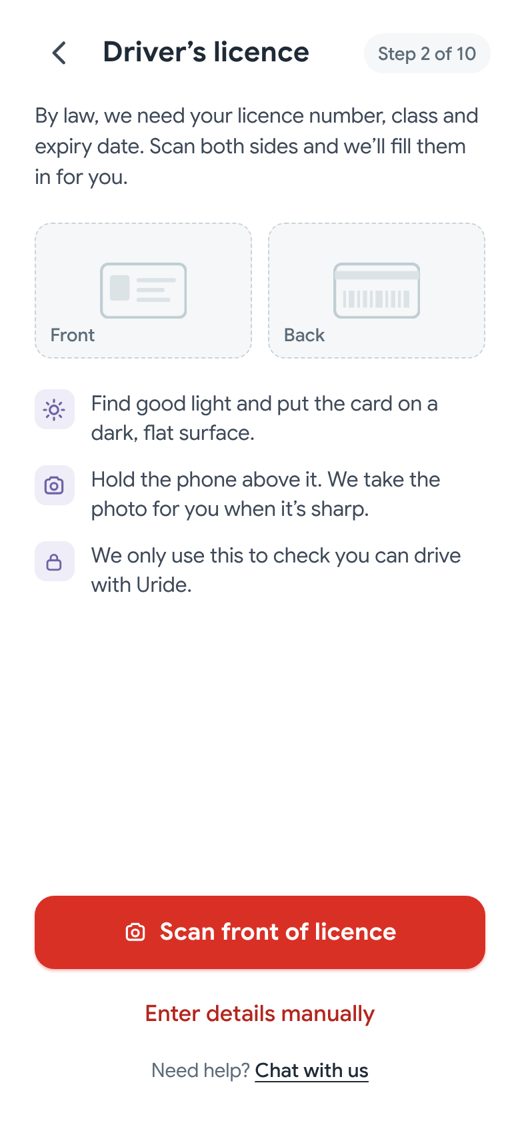 Driver’s licence
Step 2 of 10
By law, we need your licence number, class and
expiry date. Scan both sides and we’ll fill them
in for you.
Front
Back
Find good light and put the card on a
dark, flat surface.
Hold the phone above it. We take the
photo for you when it’s sharp.
We only use this to check you can drive
with Uride.
Scan front of licence
Enter details manually
Need help? Chat with us